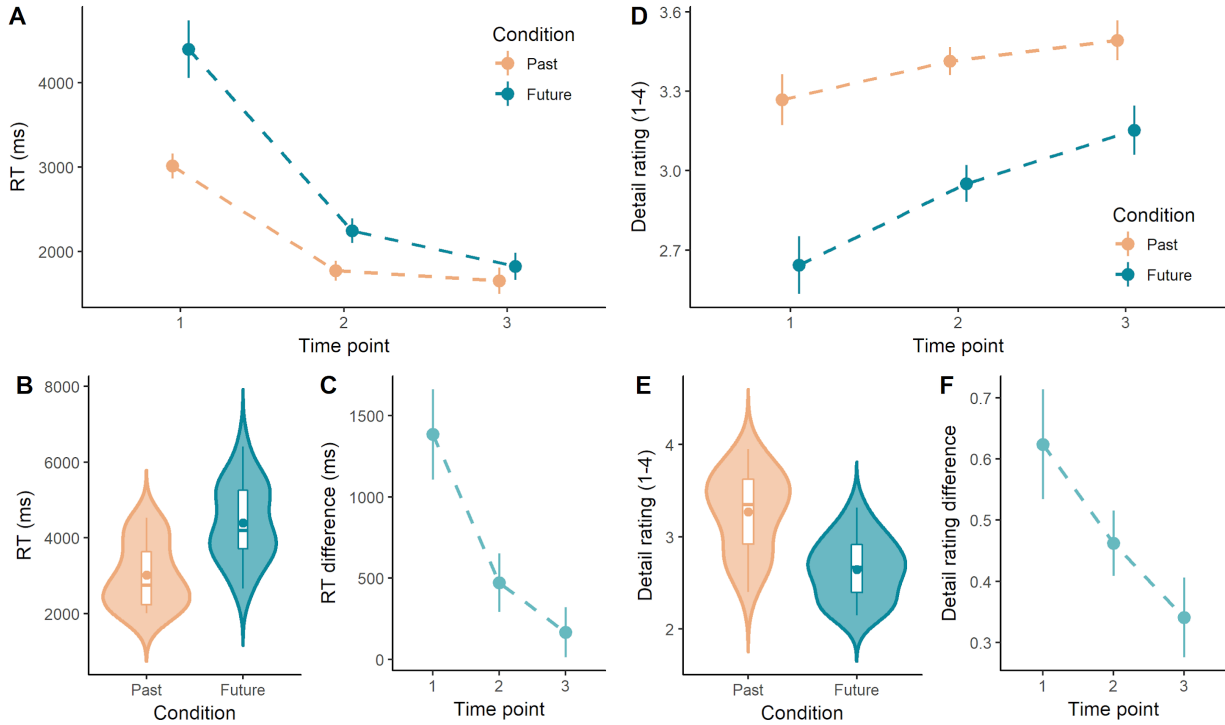 A
RT (ms)
4000
3000
2000
1
2
3
Time point
Condition
Past
Future
D
Detail rating (1-4)
3.6
3.3
3.0
2.7
1
2
3
Time point
Condition
Past
Future
B
RT (ms)
8000
6000
4000
2000
Past
Future
Condition
C
RT difference (ms)
1500
1000
500
0
1
2
3
Time point
E
Detail rating (1-4)
4
3
2
Past
Future
Condition
F
Detail rating difference
0.7
0.6
0.5
0.4
0.3
1
2
3
Time point